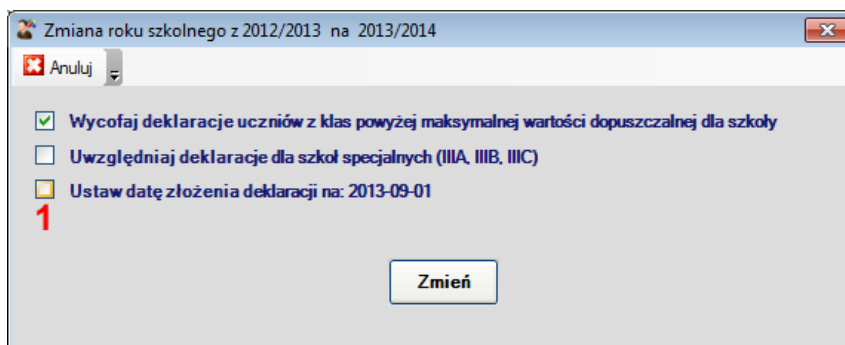 Zmiana roku szkolnego z 2012/2013 na 2013/2014
Anuluj
Wycofaj deklaracje uczniów z klas powyżej maksymalnej wartości dopuszczalnej dla szkoły
Uwzględniaj deklaracje dla szkoł specjalnych (IIIA, IIIB, IIIC)
Ustaw datę złożenia deklaracji na: 2013-09-01
1
Zmień